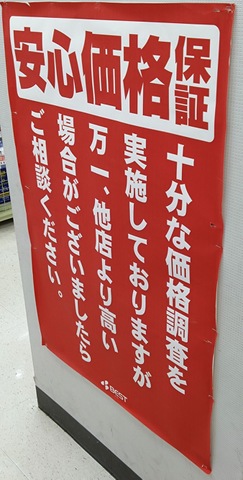 安心価格保証
十分な価格調査を
実施しておりますが
万一、他店より高い
場合がございましたら
ご相談ください。
BEST